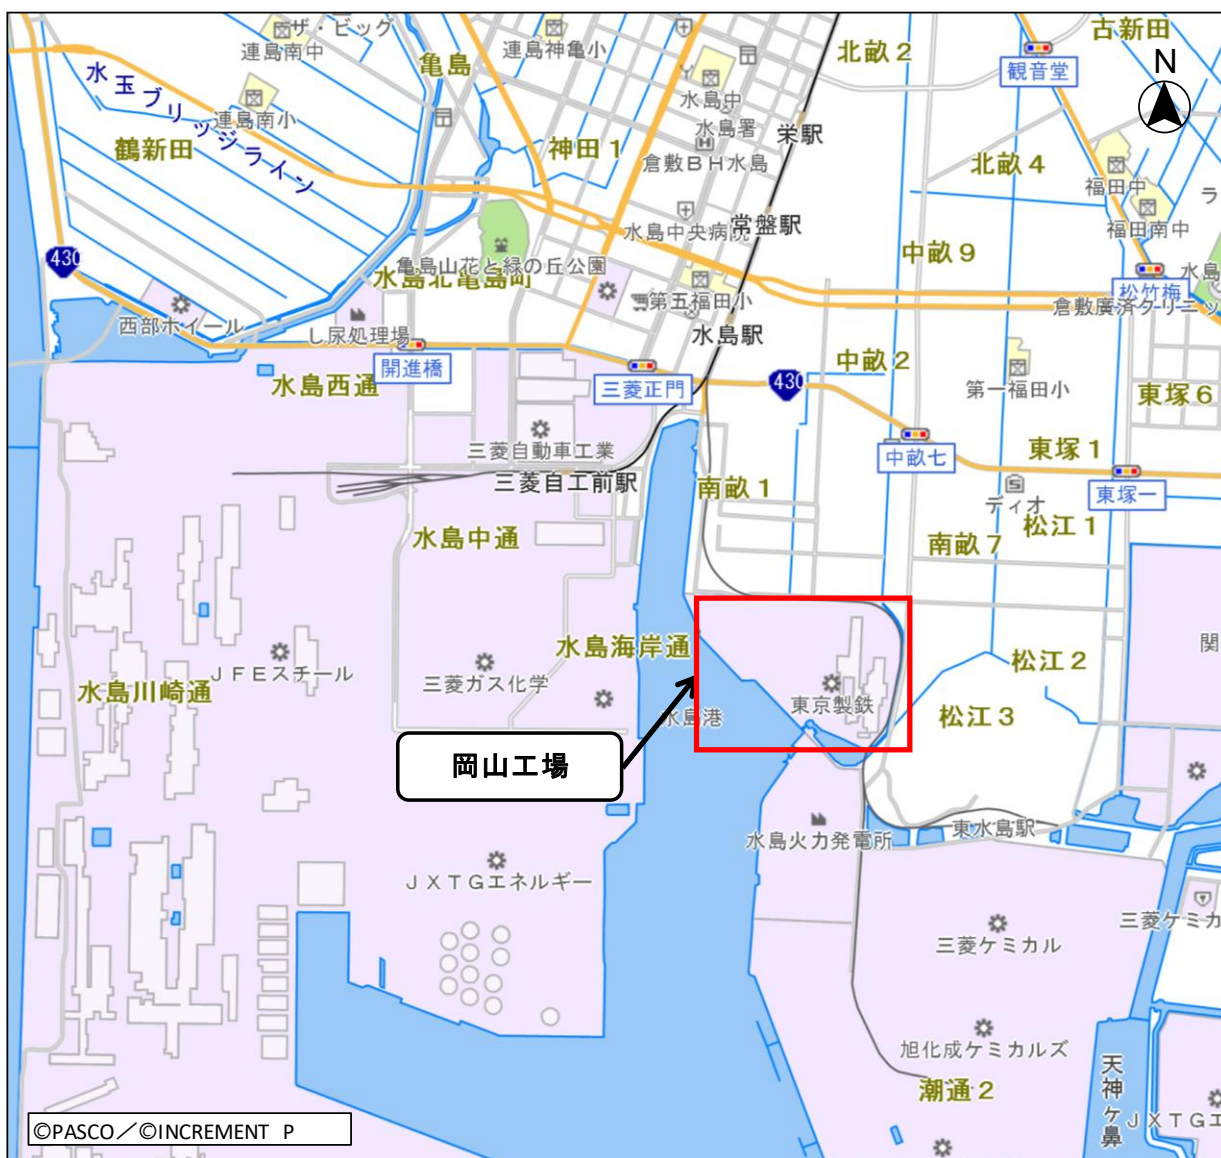 ザ・ビッグ
連島南中
連島神亀小
古新田
北畝2
亀島
観音堂
N
水島中
水玉ブリッジライン
連島南小
水島署
栄駅
鶴新田
神田1
倉敷BH水島
北畝4
福田中
ラ
福田南中
水島中央病院
常盤駅
430
亀島山花と緑の丘公園
中畝9
水島北亀島町
松竹梅
水島
西部ホイール
第五福田小
倉敷廣済クリニッ
し尿処理場
水島駅
開進橋
中畝2
水島西通
三菱正門
430
第一福田小
東塚6
三菱自動車工業
中畝七
東塚1
三菱自工前駅
南畝1
東塚一
ディオ
松江1
水島中通
南畝7
水島海岸通
関
JFEスチール
松江2
水島川崎通
三菱ガス化学
東京製鉄
水島港
松江3
岡山工場
東水島駅
水島火力発電所
JXTGエネルギー
三菱ケミカ
三菱ケミカル
旭化成ケミカルズ
天神ヶ鼻
潮通2
JXTGエ
©PASCO／©INCREMENT P